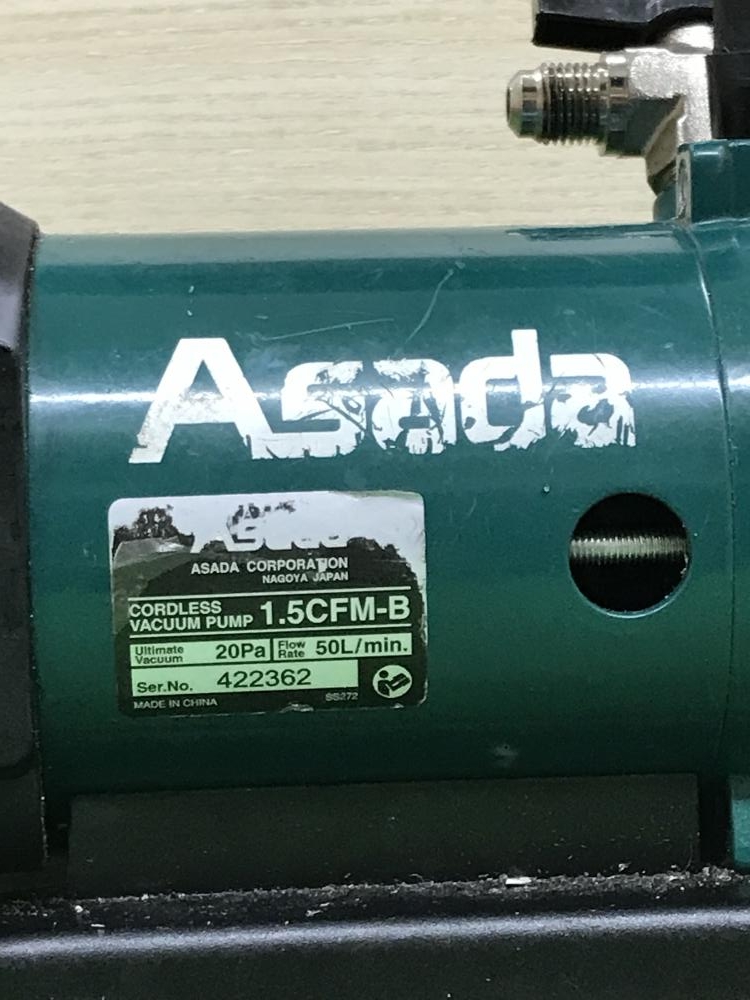 Asada
Asada
ASADA CORPORATION
NAGOYA JAPAN
CORDLESS
VACUUM PUMP 1.5CFM-B
Ultimate Vacuum 20Pa Flow Rate 50L/min.
Ser.No. 422362
MADE IN CHINA SS272